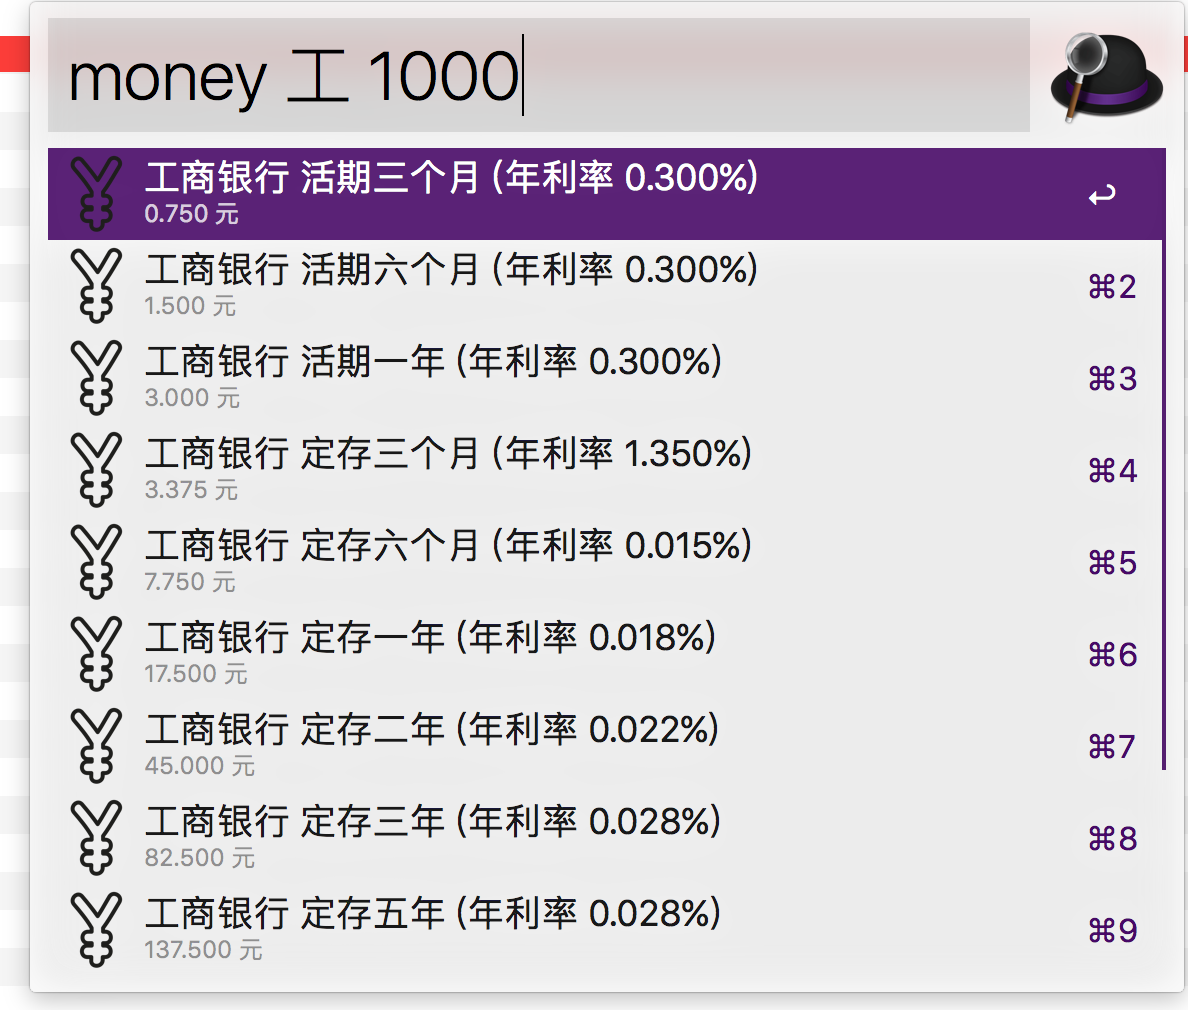 money 工 1000
工商银行 活期三个月 (年利率 0.300%)
0.750 元
工商银行 活期六个月 (年利率 0.300%)
1.500 元
⌘2
工商银行 活期一年 (年利率 0.300%)
3.000 元
⌘3
工商银行 定存三个月 (年利率 1.350%)
3.375 元
⌘4
工商银行 定存六个月 (年利率 0.015%)
7.750 元
⌘5
工商银行 定存一年 (年利率 0.018%)
17.500 元
⌘6
工商银行 定存二年 (年利率 0.022%)
45.000 元
⌘7
工商银行 定存三年 (年利率 0.028%)
82.500 元
⌘8
工商银行 定存五年 (年利率 0.028%)
137.500 元
⌘9